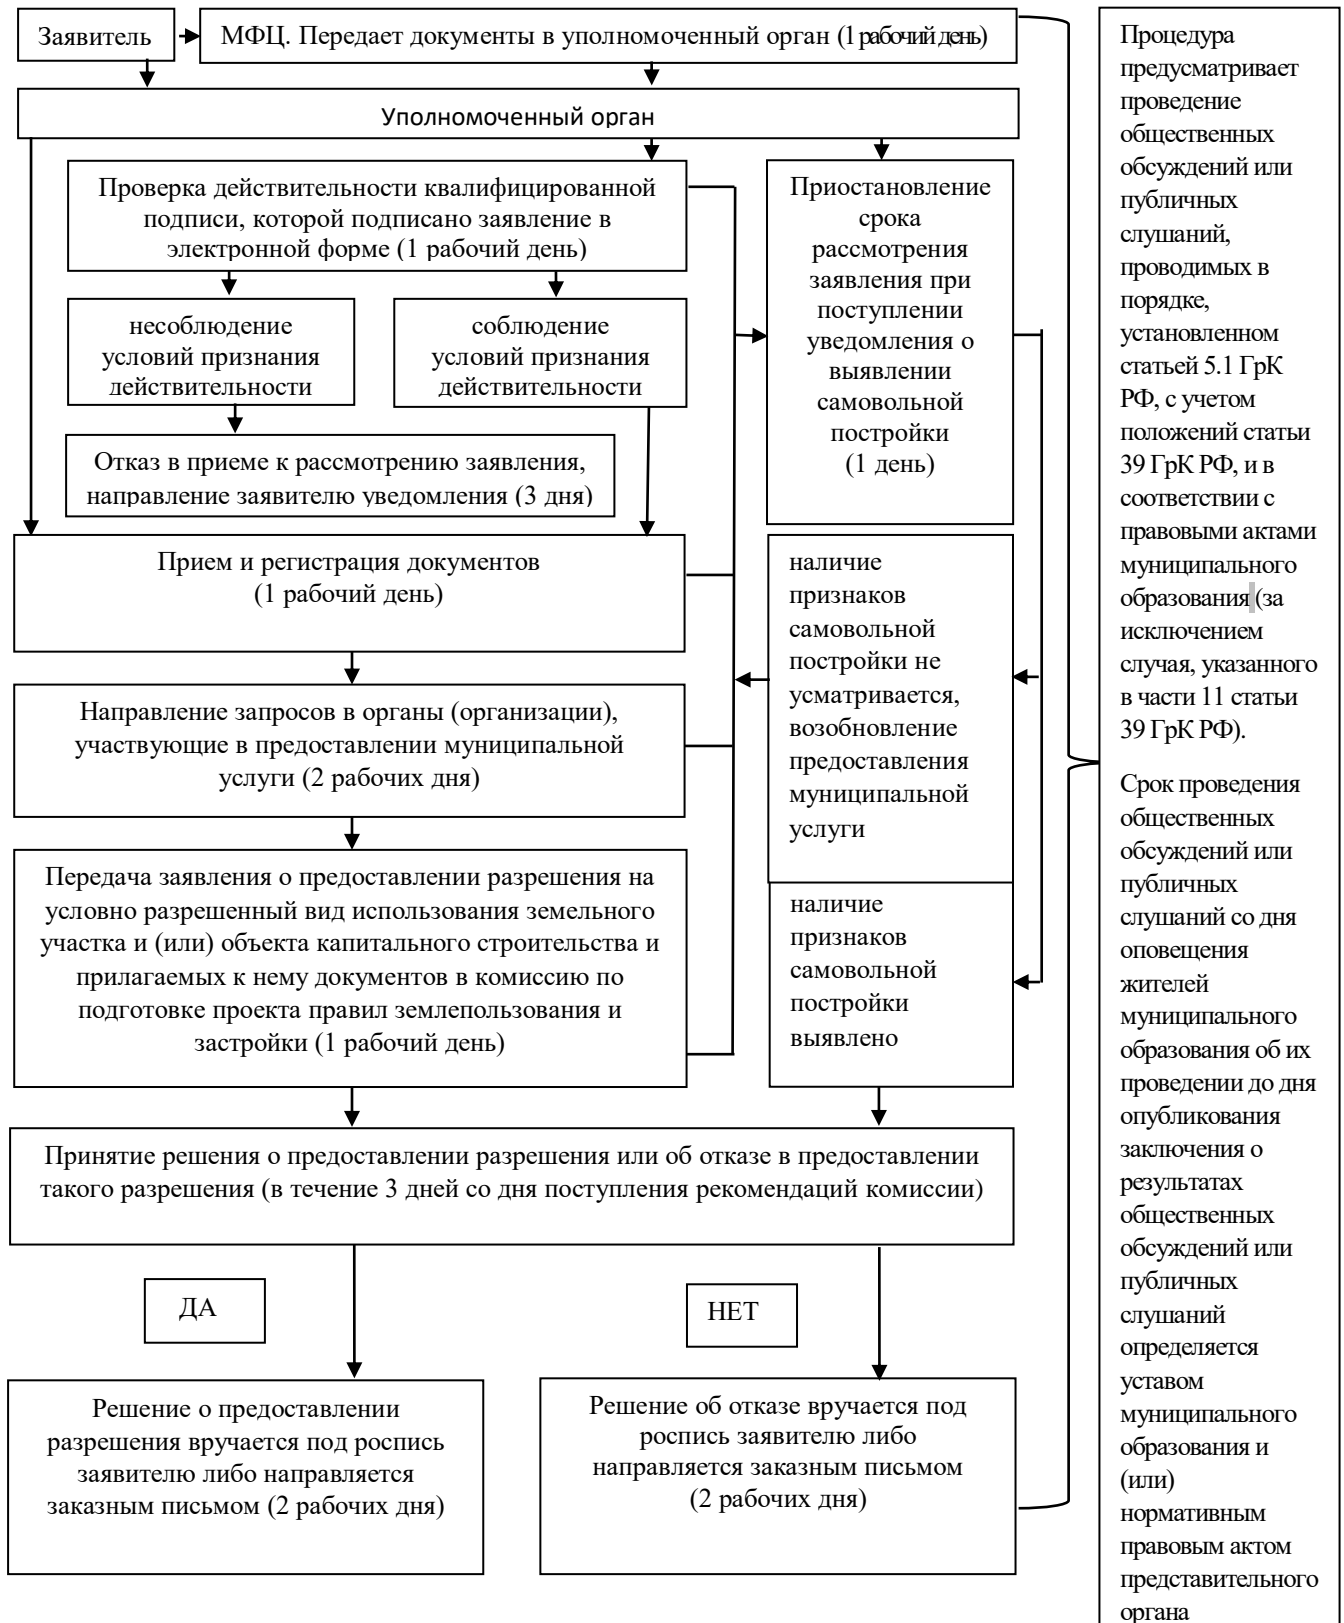 Заявитель
МФЦ. Передает документы в уполномоченный орган (1 рабочий день)
Уполномоченный орган
Проверка действительности квалифицированной
подписи, которой подписано заявление в
электронной форме (1 рабочий день)
несоблюдение
условий признания
действительности
соблюдение
условий признания
действительности
Отказ в приеме к рассмотрению заявления,
направление заявителю уведомления (3 дня)
Приостановление
срока
рассмотрения
заявления при
поступлении
уведомления о
выявлении
самовольной
постройки
(1 день)
Прием и регистрация документов
(1 рабочий день)
Направление запросов в органы (организации),
участвующие в предоставлении муниципальной
услуги (2 рабочих дня)
Передача заявления о предоставлении разрешения на
условно разрешенный вид использования земельного
участка и (или) объекта капитального строительства и
прилагаемых к нему документов в комиссию по
подготовке проекта правил землепользования и
застройки (1 рабочий день)
наличие
признаков
самовольной
постройки не
усматривается,
возобновление
предоставления
муниципальной
услуги
наличие
признаков
самовольной
постройки
выявлено
Принятие решения о предоставлении разрешения или об отказе в предоставлении
такого разрешения (в течение 3 дней со дня поступления рекомендаций комиссии)
ДА
НЕТ
Решение о предоставлении
разрешения вручается под роспись
заявителю либо направляется
заказным письмом (2 рабочих дня)
Решение об отказе вручается под
роспись заявителю либо
направляется заказным письмом
(2 рабочих дня)
Процедура
предусматривает
проведение
общественных
обсуждений или
публичных
слушаний,
проводимых в
порядке,
установленном
статьей 5.1 ГрК
РФ, с учетом
положений статьи
39 ГрК РФ, и в
соответствии с
правовыми актами
муниципального
образования (за
исключением
случая, указанного
в части 11 статьи
39 ГрК РФ).
Срок проведения
общественных
обсуждений или
публичных
слушаний со дня
оповещения
жителей
муниципального
образования об их
проведении до дня
опубликования
заключения о
результатах
общественных
обсуждений или
публичных
слушаний
определяется
уставом
муниципального
образования и
(или)
нормативным
правовым актом
представительного
органа